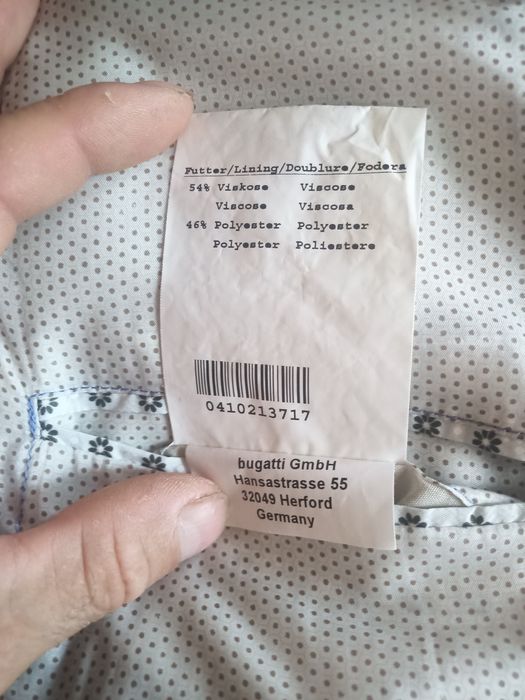 Futter/Lining/Doublure/Fodera
54% Viskose Viscose
Viscose Viscosa
46% Polyester Polyester
Polyester Poliestere
0410213717
bugatti GmbH
Hansastrasse 55
32049 Herford
Germany